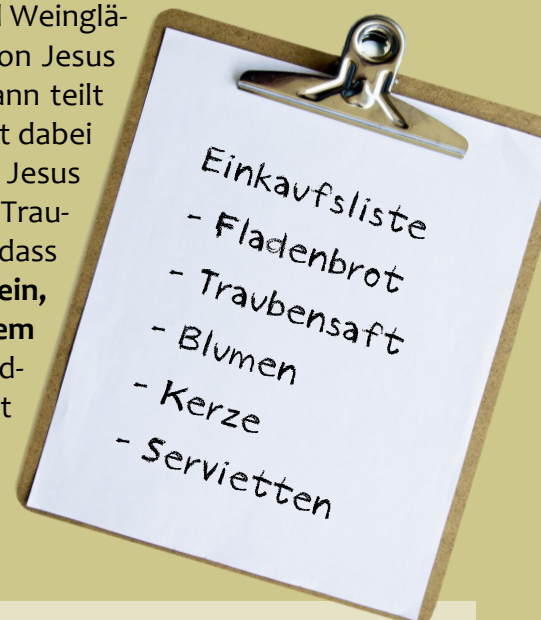 Weinglä-
on Jesus
ann teilt
t dabei
Jesus
Trau-
dass
ein,
em
d-
t
Einkaufsliste
- Fladenbrot
- Traubensaft
- Blumen
- Kerze
- Servietten